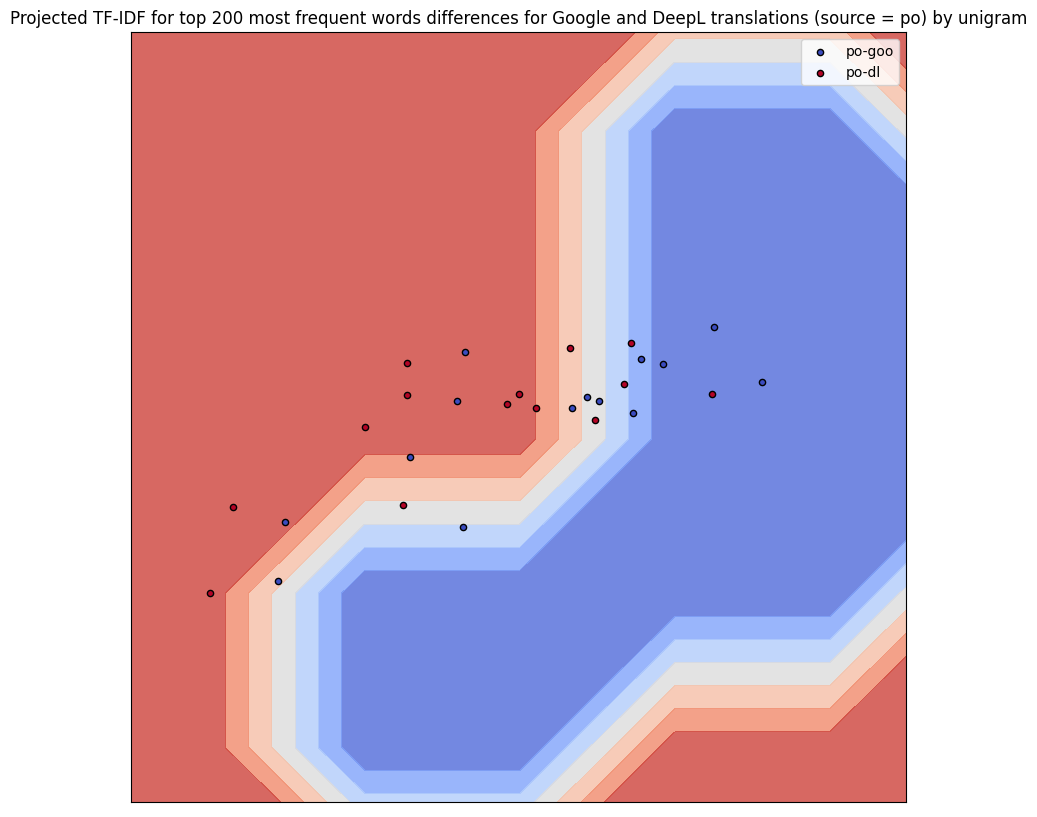 Projected TF-IDF for top 200 most frequent words differences for Google and DeepL translations (source = po) by unigram
po-goo
po-dl